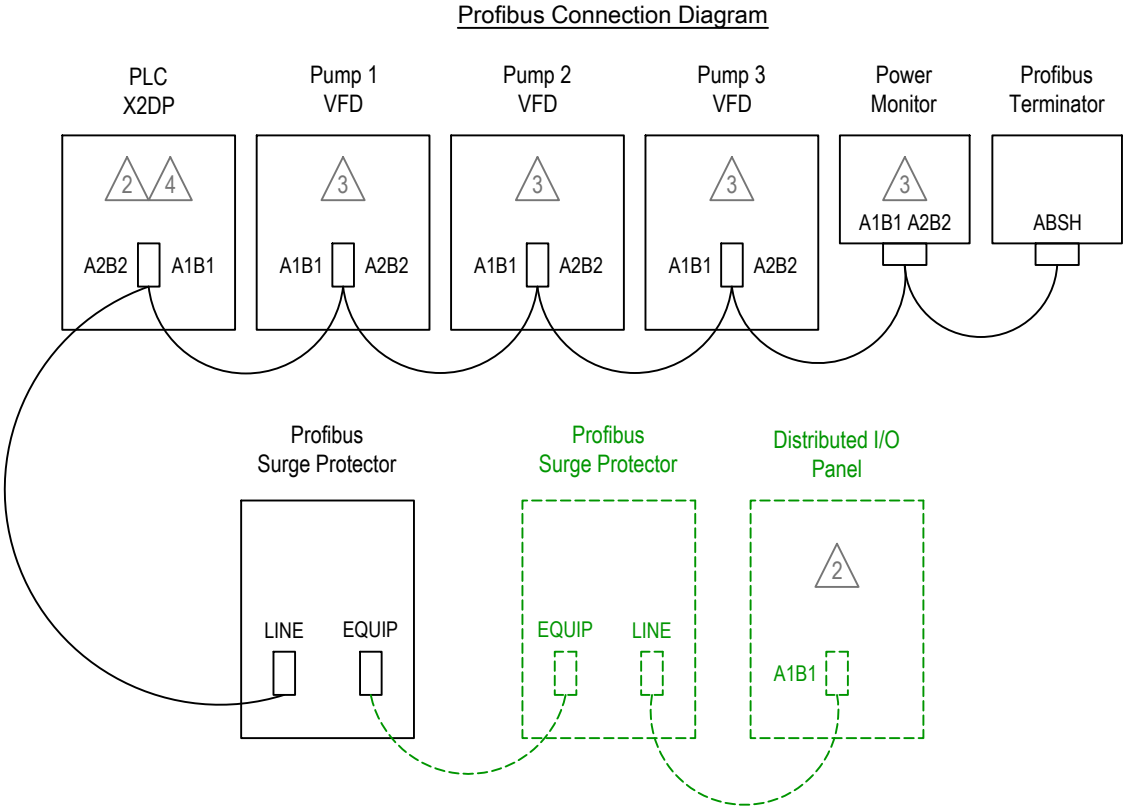 Profibus Connection Diagram
PLC
X2DP
Pump 1
VFD
Pump 2
VFD
Pump 3
VFD
Power
Monitor
Profibus
Terminator
2 4
3
3
3
3
A1B1 A2B2
ABSH
A2B2 A1B1
A1B1 A2B2
A1B1 A2B2
A1B1 A2B2
Profibus
Surge Protector
Profibus
Surge Protector
Distributed I/O
Panel
2
LINE EQUIP
EQUIP LINE
A1B1